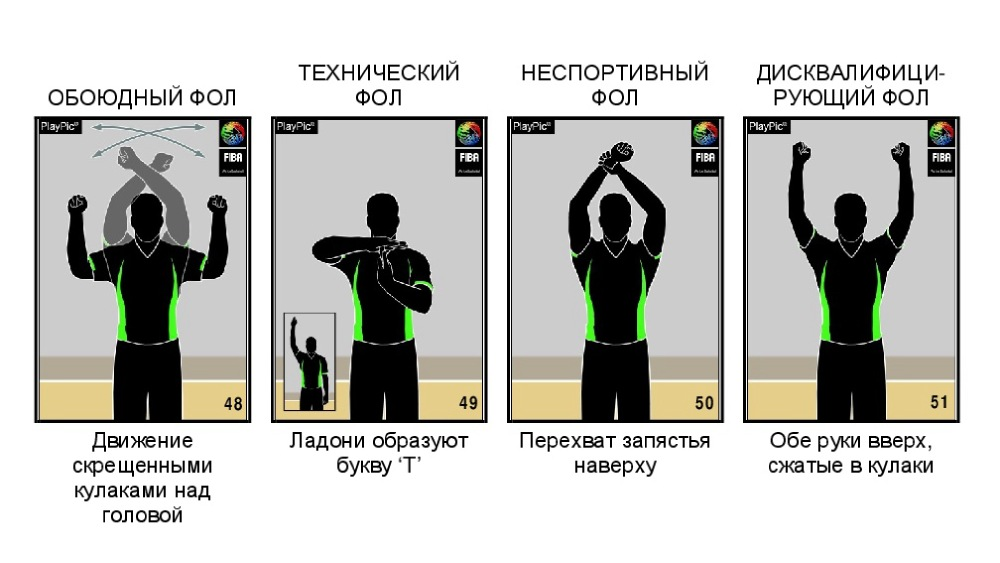 ОБОЮДНЫЙ ФОЛ
ТЕХНИЧЕСКИЙ
ФОЛ
НЕСПОРТИВНЫЙ
ФОЛ
ДИСКВАЛИФИЦИ-
РУЮЩИЙ ФОЛ
PlayPic
FIBA
48
PlayPic
FIBA
49
PlayPic
FIBA
50
PlayPic
FIBA
51
Движение
скрещенными
кулаками над
головой
Ладони образуют
букву ‘Т’
Перехват запястья
наверху
Обе руки вверх,
сжатые в кулаки